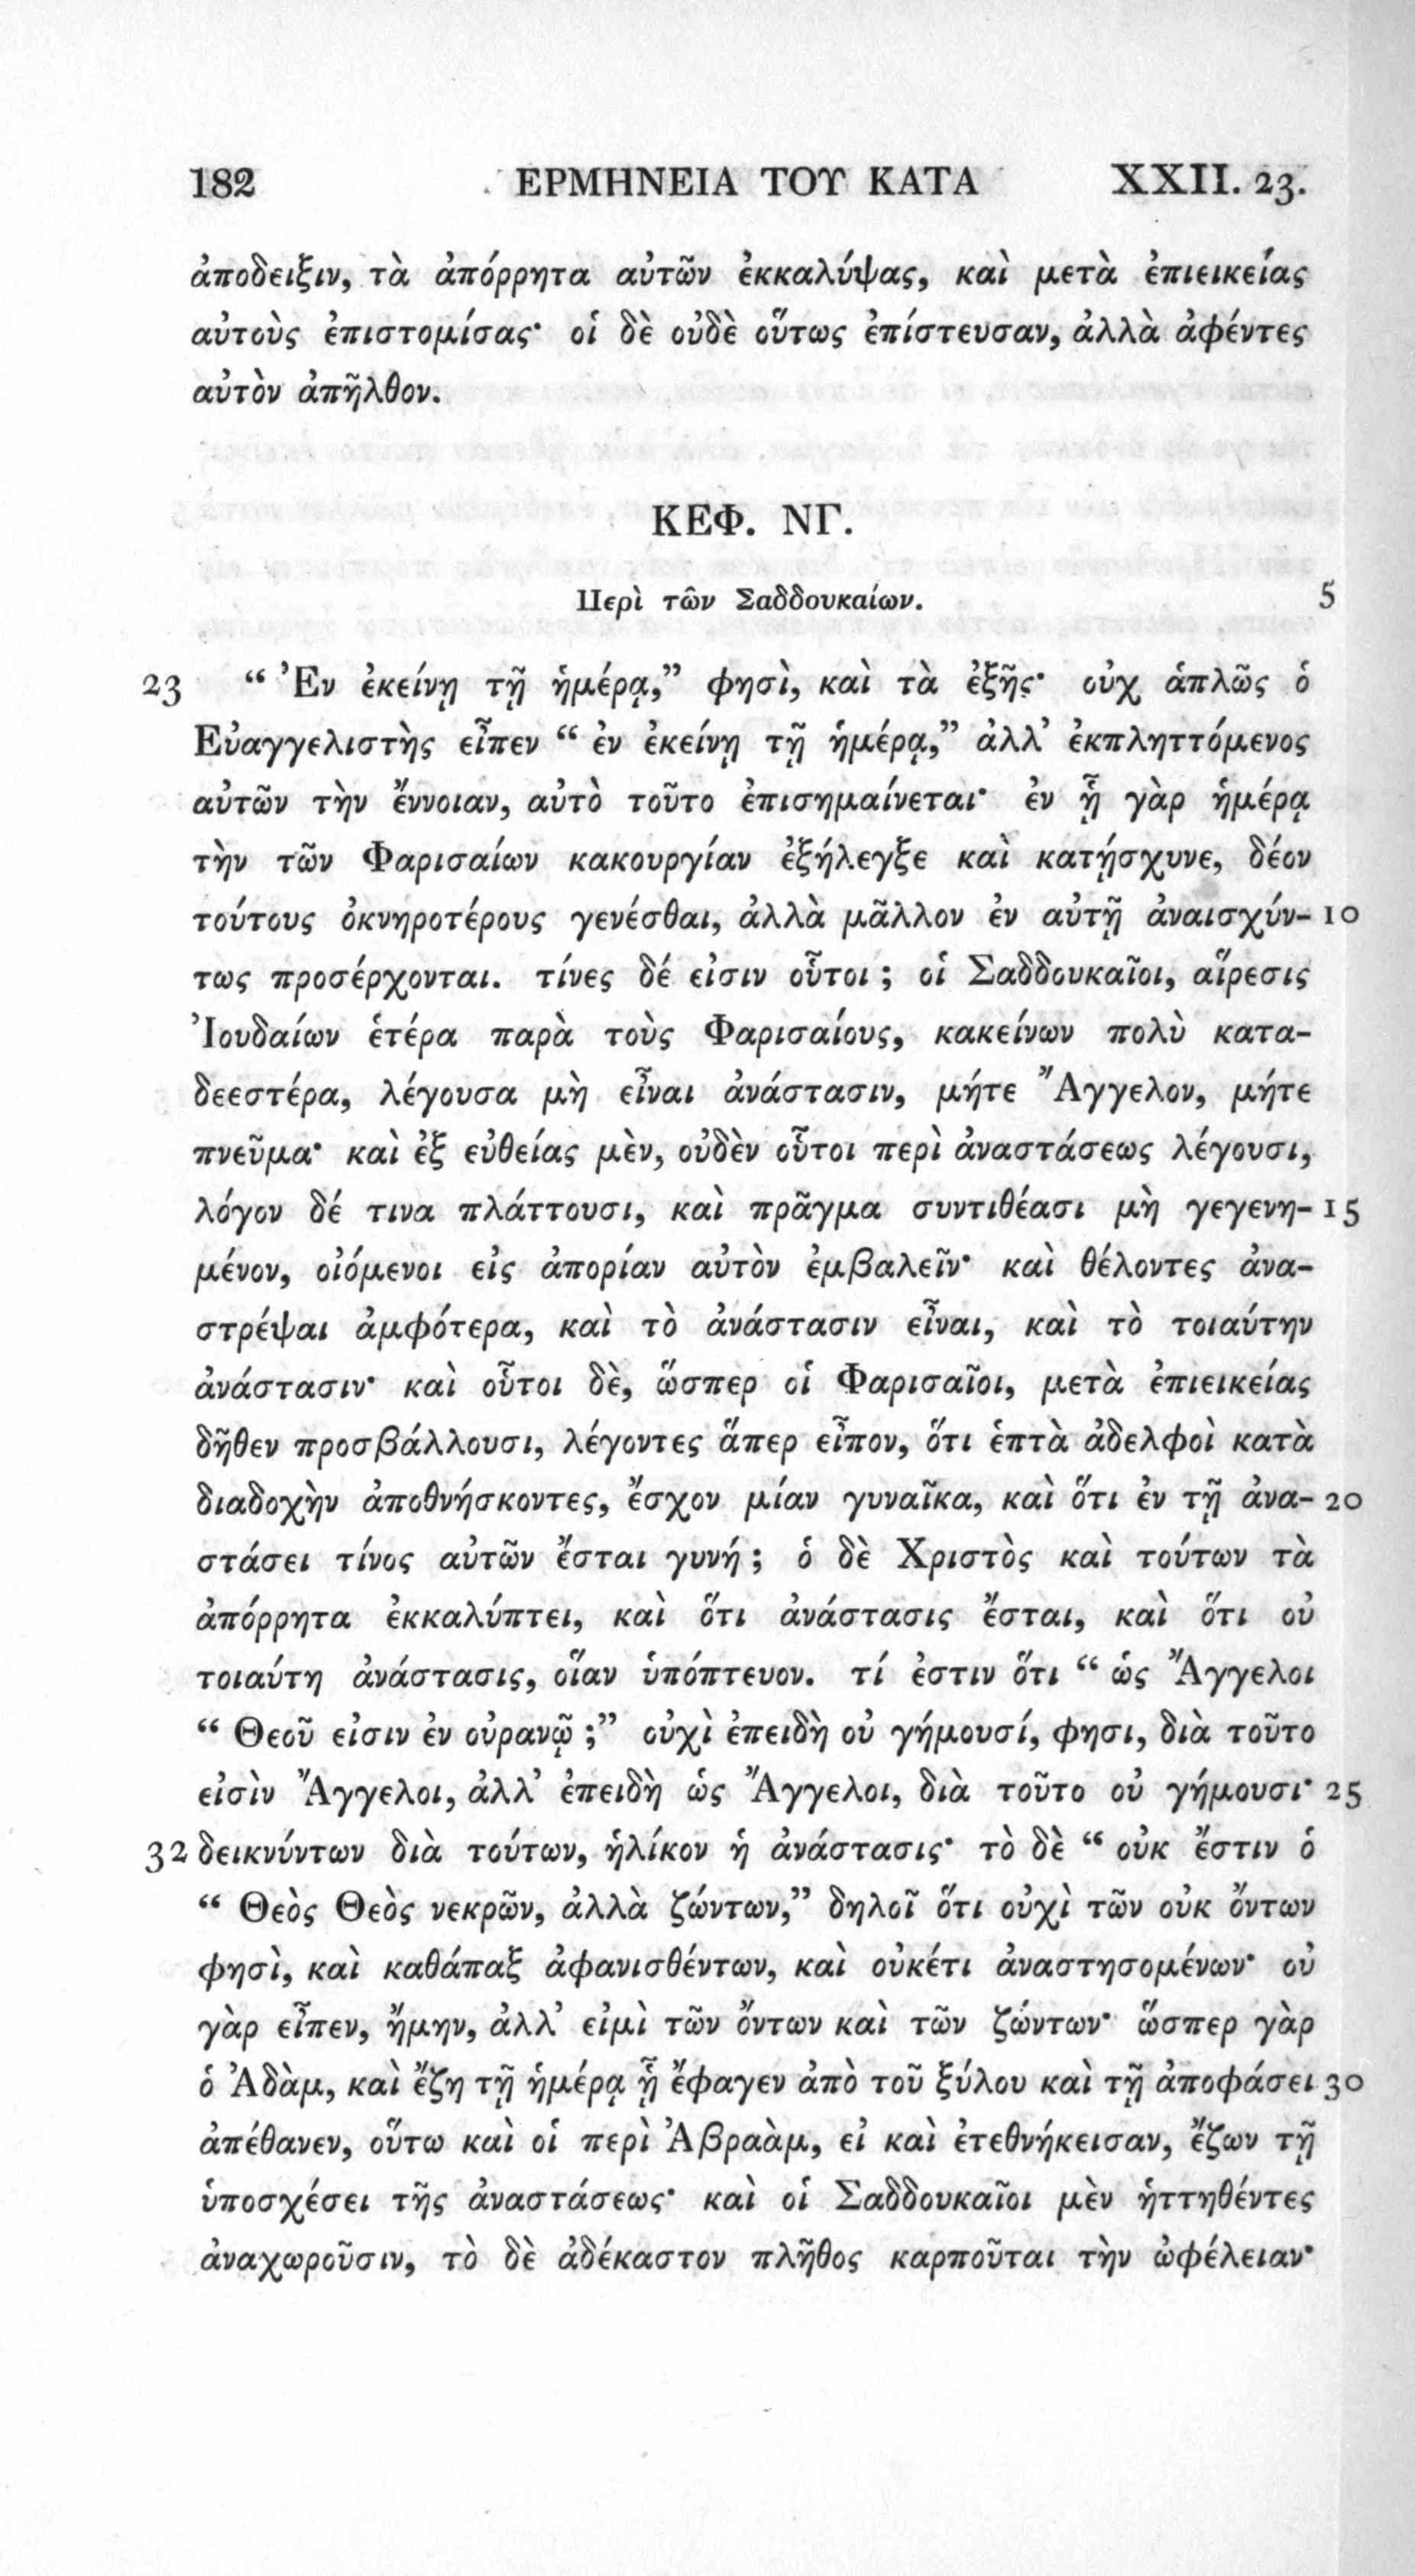 182 ΕΡΜΗΝΕΙΑ ΤΟΥ ΚΑΤΑ XXII. 23.
ἀποδειξιν, τὰ ἀπόρρητα αὐτῶν ἐκκαλύψας, καὶ μετὰ ἐπιεικείας
αὐτοὺς ἐπιστομίσας· οἱ δὲ οὐδὲ οὕτως ἐπίστευσαν, ἀλλὰ ἀφέντες
αὐτὸν ἀπῆλθον.
ΚΕΦ. ΝΓ.
Περὶ τῶν Σαδδουκαίων. 5
23 “ Ἐν ἐκείνῃ τῇ ἡμέρᾳ,” φησὶ, καὶ τὰ ἑξῆς· οὐχ ἁπλῶς ὁ
Εὐαγγελιστὴς εἶπεν “ ἐν ἐκείνῃ τῇ ἡμέρᾳ,” ἀλλ’ ἐκπληττόμενος
αὐτῶν τὴν ἔννοιαν, αὐτὸ τοῦτο ἐπισημαίνεται· ἐν ᾗ γὰρ ἡμέρᾳ
τὴν τῶν Φαρισαίων κακουργίαν ἐξήλεγξε καὶ κατῄσχυνε, δέον
τούτους ὀκνηροτέρους γενέσθαι, ἀλλὰ μᾶλλον ἐν αὐτῇ ἀναισχύν- 10
τως προσέρχονται. τίνες δέ εἰσιν οὗτοι ; οἱ Σαδδουκαῖοι, αἵρεσις
Ἰουδαίων ἑτέρα παρὰ τοὺς Φαρισαίους, κακείνων πολὺ κατα-
δεεστέρα, λέγουσα μὴ εἶναι ἀνάστασιν, μήτε Ἄγγελον, μήτε
πνεῦμα· καὶ ἐξ εὐθείας μὲν, οὐδὲν οὗτοι περὶ ἀναστάσεως λέγουσι,
λόγον δέ τινα πλάττουσι, καὶ πρᾶγμα συντιθέασι μὴ γεγενη- 15
μένον, οἰόμενοι εἰς ἀπορίαν αὐτὸν ἐμβαλεῖν· καὶ θέλοντες ἀνα-
στρέψαι ἀμφότερα, καὶ τὸ ἀνάστασιν εἶναι, καὶ τὸ τοιαύτην
ἀνάστασιν· καὶ οὗτοι δὲ, ὥσπερ οἱ Φαρισαῖοι, μετὰ ἐπιεικείας
δῆθεν προσβάλλουσι, λέγοντες ἅπερ εἶπον, ὅτι ἑπτὰ ἀδελφοὶ κατὰ
διαδοχὴν ἀποθνήσκοντες, ἔσχον μίαν γυναῖκα, καὶ ὅτι ἐν τῇ ἀνα- 20
στάσει τίνος αὐτῶν ἔσται γυνή ; ὁ δὲ Χριστὸς καὶ τούτων τὰ
ἀπόρρητα ἐκκαλύπτει, καὶ ὅτι ἀνάστασις ἔσται, καὶ ὅτι οὐ
τοιαύτη ἀνάστασις, οἵαν ὑπόπτευον. τί ἐστιν ὅτι “ ὡς Ἄγγελοι
“ Θεοῦ εἰσιν ἐν οὐρανῷ ;” οὐχὶ ἐπειδὴ οὐ γήμουσί, φησι, διὰ τοῦτο
εἰσὶν Ἄγγελοι, ἀλλ’ ἐπειδὴ ὡς Ἄγγελοι, διὰ τοῦτο οὐ γήμουσι· 25
32 δεικνύντων διὰ τούτων, ἡλίκον ἡ ἀνάστασις· τὸ δὲ “ οὐκ ἔστιν ὁ
“ Θεὸς Θεὸς νεκρῶν, ἀλλὰ ζώντων,” δηλοῖ ὅτι οὐχὶ τῶν οὐκ ὄντων
φησὶ, καὶ καθάπαξ ἀφανισθέντων, καὶ οὐκέτι ἀναστησομένων· οὐ
γὰρ εἶπεν, ἤμην, ἀλλ’ εἰμὶ τῶν ὄντων καὶ τῶν ζώντων· ὥσπερ γὰρ
ὁ Ἀδὰμ, καὶ ἔζη τῇ ἡμέρᾳ ᾗ ἔφαγεν ἀπὸ τοῦ ξύλου καὶ τῇ ἀποφάσει 30
ἀπέθανεν, οὕτω καὶ οἱ περὶ Ἀβραὰμ, εἰ καὶ ἐτεθνήκεισαν, ἔζων τῇ
ὑποσχέσει τῆς ἀναστάσεως· καὶ οἱ Σαδδουκαῖοι μὲν ἡττηθέντες
ἀναχωροῦσιν, τὸ δὲ ἀδέκαστον πλῆθος καρποῦται τὴν ὠφέλειαν·